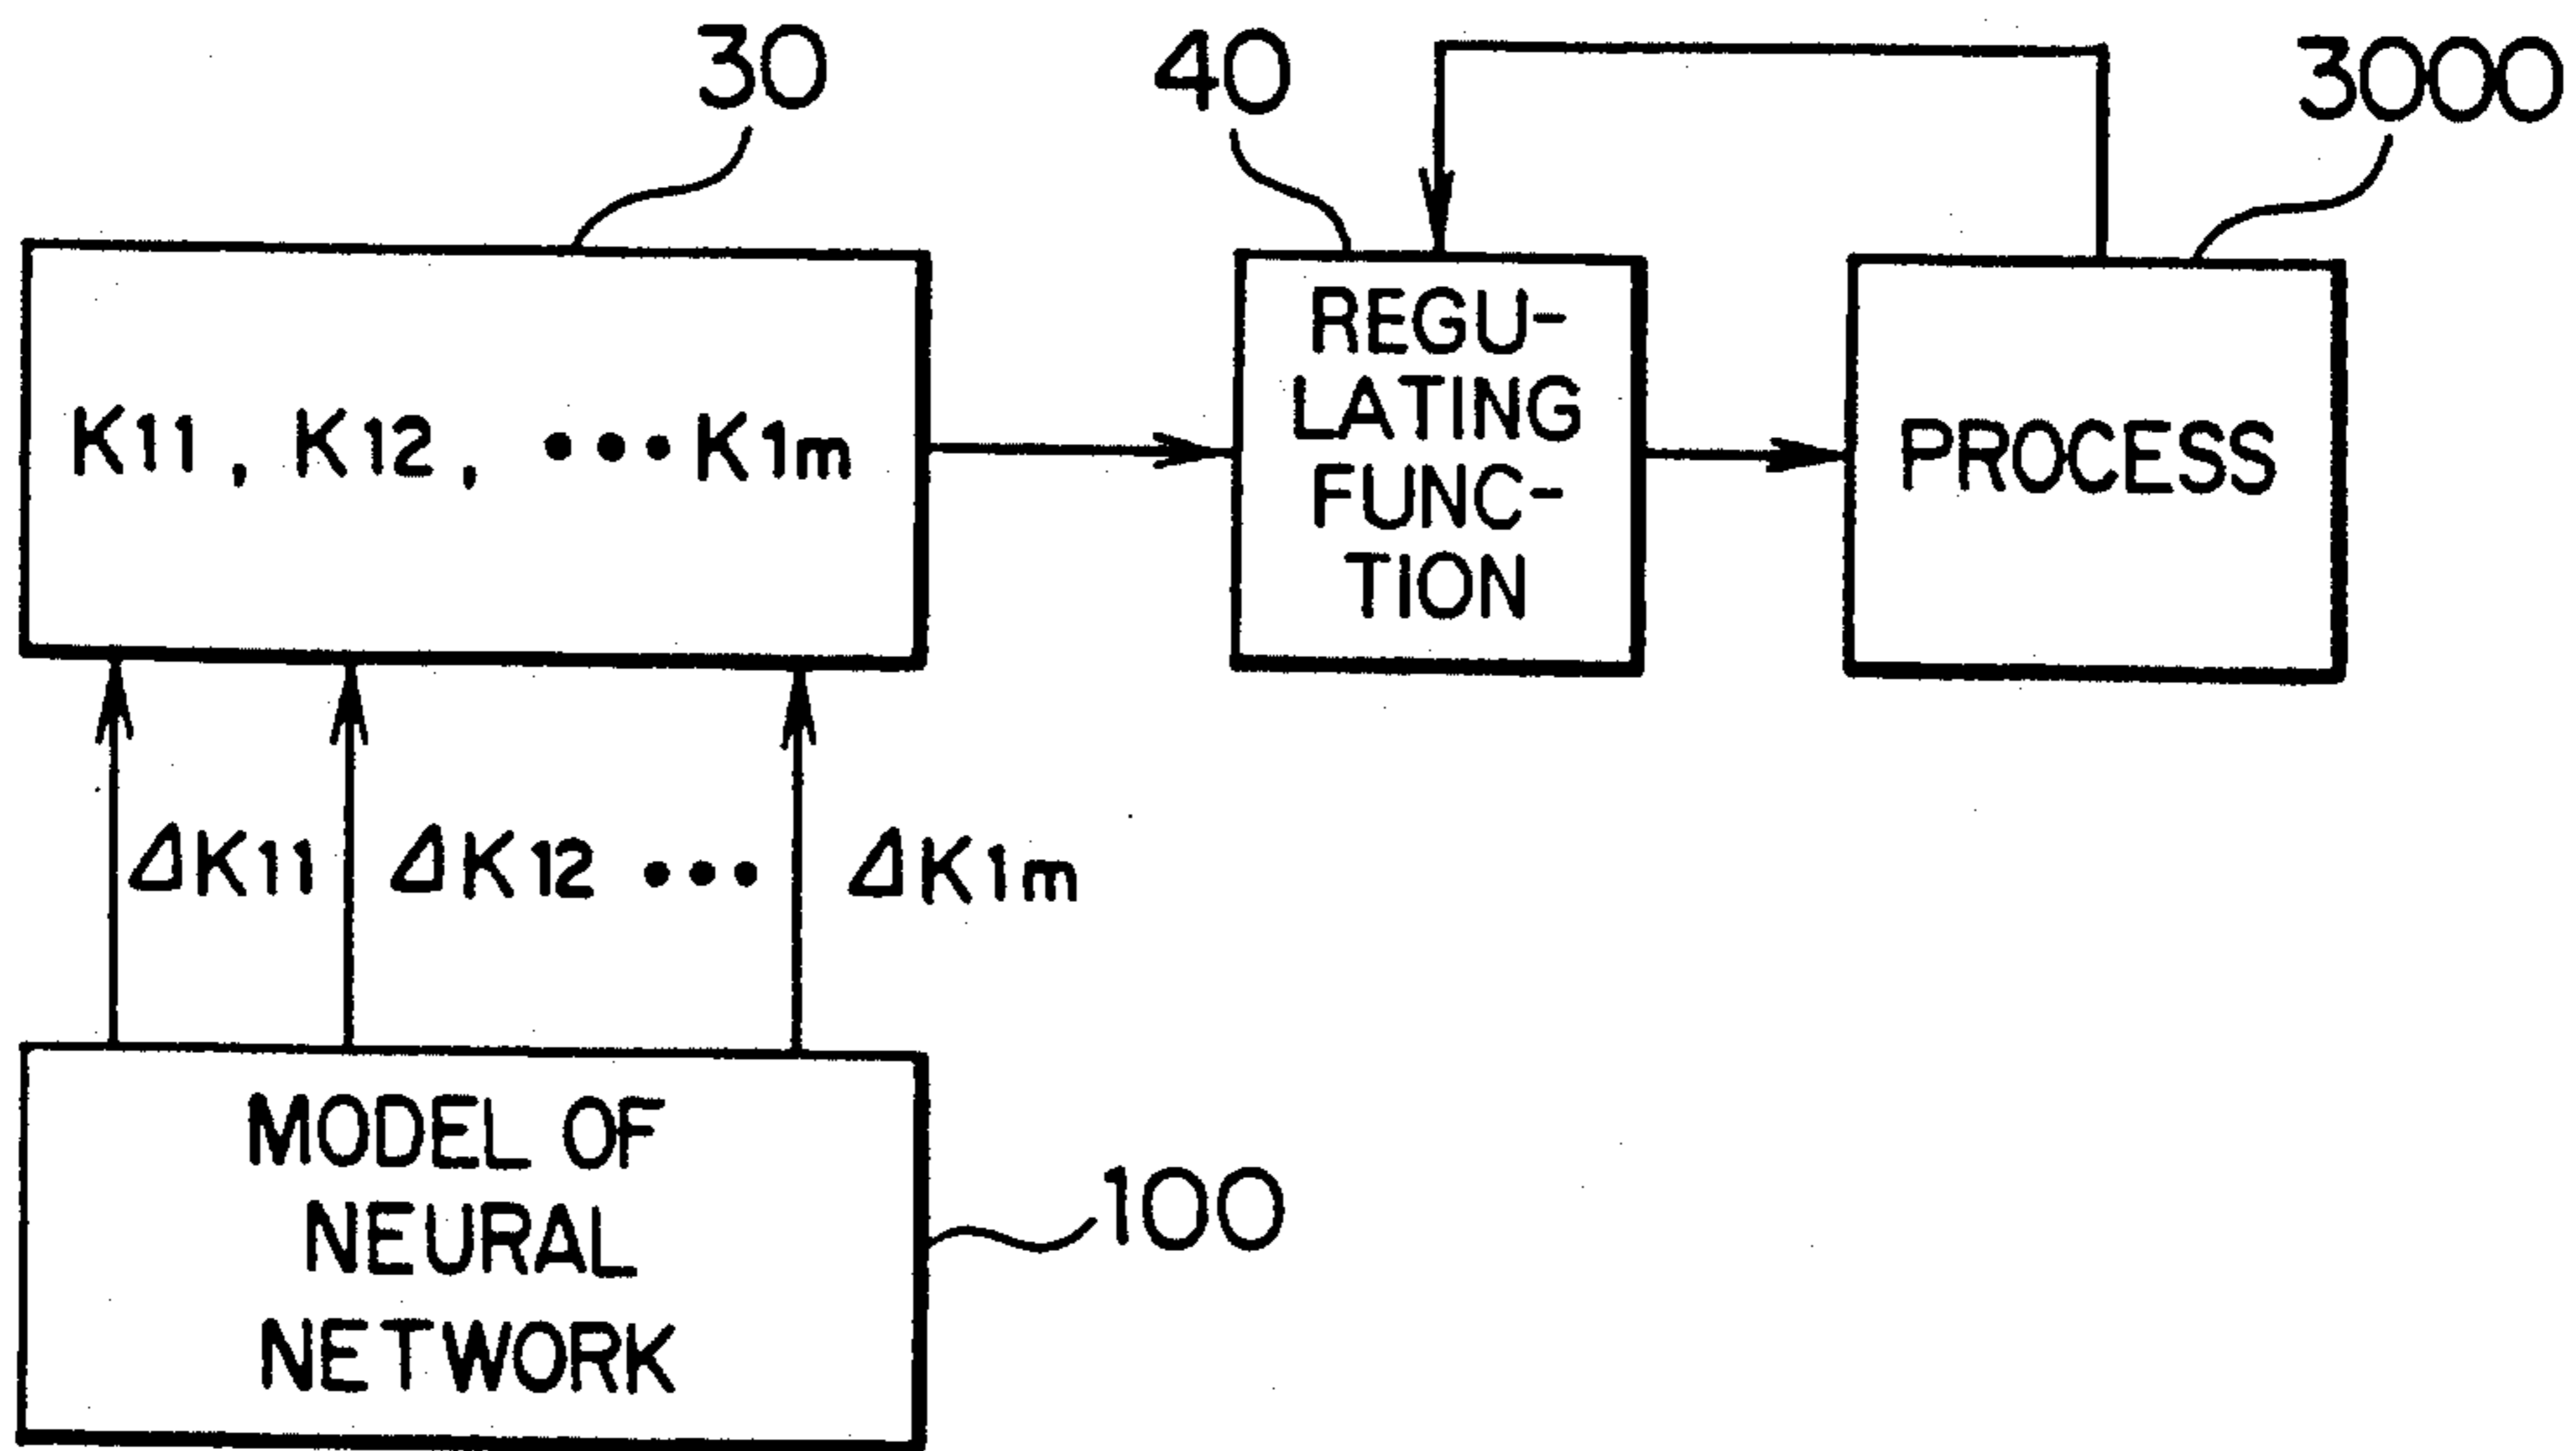 30
40
3000
K11, K12, ••• K1m
REGU-
LATING
FUNC-
TION
PROCESS
ΔK11 ΔK12 ••• ΔK1m
MODEL OF
NEURAL
NETWORK
100